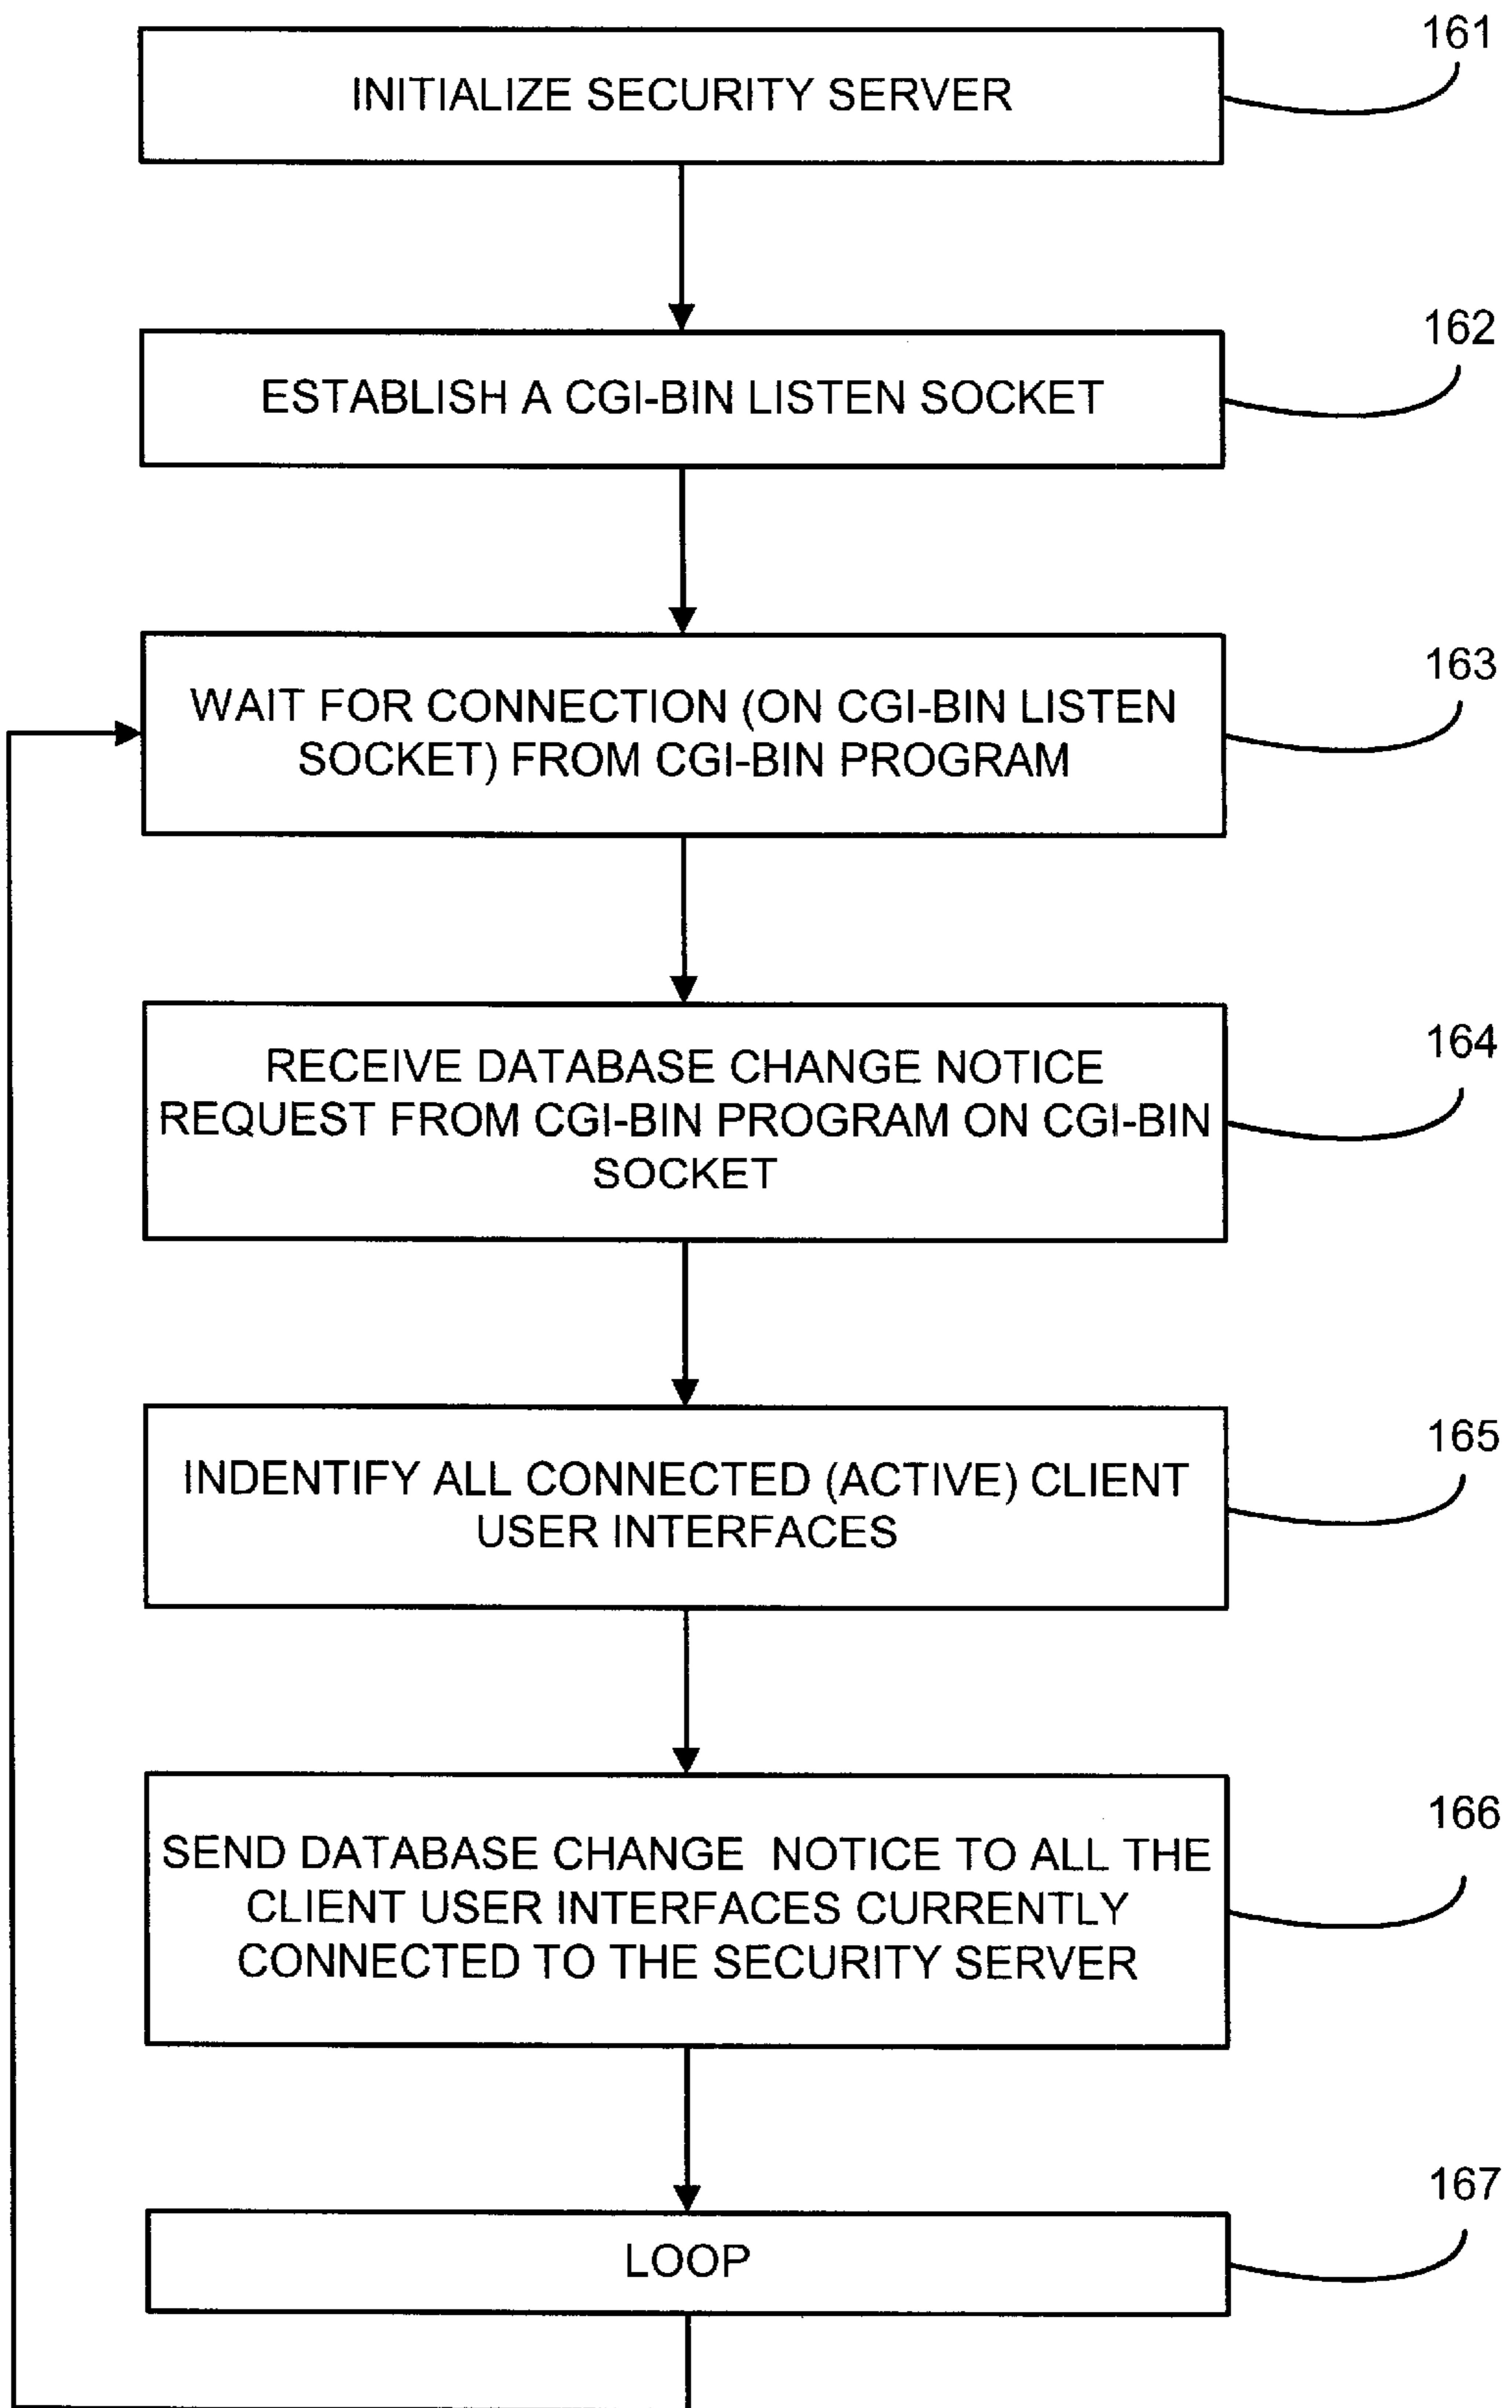 161
INITIALIZE SECURITY SERVER
162
ESTABLISH A CGI-BIN LISTEN SOCKET
163
WAIT FOR CONNECTION (ON CGI-BIN LISTEN
SOCKET) FROM CGI-BIN PROGRAM
164
RECEIVE DATABASE CHANGE NOTICE
REQUEST FROM CGI-BIN PROGRAM ON CGI-BIN
SOCKET
165
INDENTIFY ALL CONNECTED (ACTIVE) CLIENT
USER INTERFACES
166
SEND DATABASE CHANGE NOTICE TO ALL THE
CLIENT USER INTERFACES CURRENTLY
CONNECTED TO THE SECURITY SERVER
167
LOOP